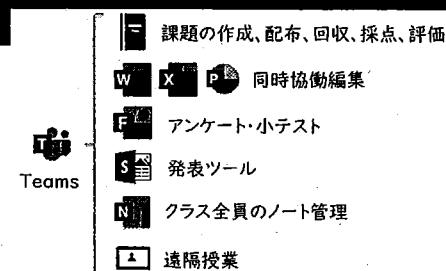 課題の作成、配布、回収、採点、評価
W X P 同時協働編集
F アンケート・小テスト
T
Teams
S 発表ツール
N クラス全員のノート管理
遠隔授業